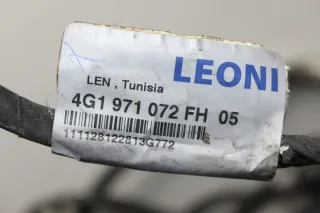 LEN , Tunisia
LEONI
4G1 971 072 FH 05
111128122813G772